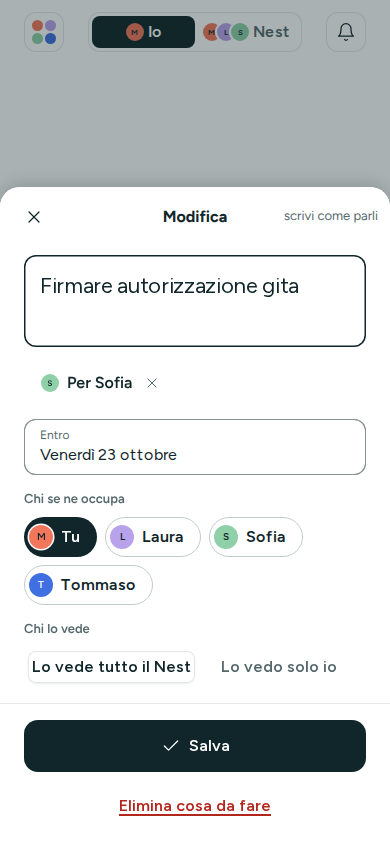 M Io M L S Nest
Modifica scrivi come parli
Firmare autorizzazione gita
S Per Sofia
Entro
Venerdì 23 ottobre
Chi se ne occupa
M Tu L Laura S Sofia
T Tommaso
Chi lo vede
Lo vede tutto il Nest Lo vedo solo io
Salva
Elimina cosa da fare